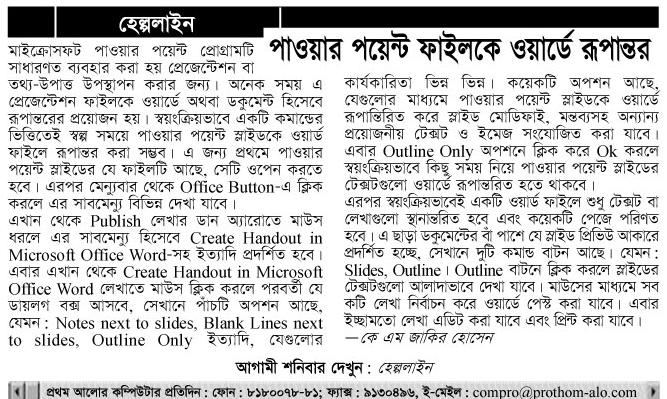 হেল্পলাইন
পাওয়ার পয়েন্ট ফাইলকে ওয়ার্ডে রূপান্তর
মাইক্রোসফট পাওয়ার পয়েন্ট প্রোগ্রামটি
সাধারণত ব্যবহার করা হয় প্রেজেন্টেশন বা
তথ্য-উপাত্ত উপস্থাপন করার জন্য। অনেক সময় এ
প্রেজেন্টেশন ফাইলকে ওয়ার্ডে অথবা ডকুমেন্ট হিসেবে
রূপান্তরের প্রয়োজন হয়। স্বয়ংক্রিয়ভাবে একটি কমান্ডের
ভিত্তিতেই স্বল্প সময়ে পাওয়ার পয়েন্ট স্লাইডকে ওয়ার্ড
ফাইলে রূপান্তর করা সম্ভব। এ জন্য প্রথমে পাওয়ার
পয়েন্ট স্লাইডের যে ফাইলটি আছে, সেটি ওপেন করতে
হবে। এরপর মেন্যুবার থেকে Office Button-এ ক্লিক
করলে এর সাবমেন্যু বিভিন্ন দেখা যাবে।
এখান থেকে Publish লেখার ডান অ্যারোতে মাউস
ধরলে এর সাবমেন্যু হিসেবে Create Handout in
Microsoft Office Word-সহ ইত্যাদি প্রদর্শিত হবে।
এবার এখান থেকে Create Handout in Microsoft
Office Word লেখাতে মাউস ক্লিক করলে পরবর্তী যে
ডায়লগ বক্স আসবে, সেখানে পাঁচটি অপশন আছে,
যেমন : Notes next to slides, Blank Lines next
to slides, Outline Only ইত্যাদি, যেগুলোর
কার্যকারিতা ভিন্ন ভিন্ন। কয়েকটি অপশন আছে,
যেগুলোর মাধ্যমে পাওয়ার পয়েন্ট স্লাইডকে ওয়ার্ডে
রূপান্তিরিত করে স্লাইড মোডিফাই, মন্তব্যসহ অন্যান্য
প্রয়োজনীয় টেক্সট ও ইমেজ সংযোজিত করা যাবে।
এবার Outline Only অপশনে ক্লিক করে Ok করলে
স্বয়ংক্রিয়ভাবে কিছু সময় নিয়ে পাওয়ার পয়েন্ট স্লাইডের
টেক্সটগুলো ওয়ার্ডে রূপান্তরিত হতে থাকবে।
এরপর স্বয়ংক্রিয়ভাবেই একটি ওয়ার্ড ফাইলে শুধু টেক্সট বা
লেখাগুলো স্থানান্তরিত হবে এবং কয়েকটি পেজে পরিণত
হবে। এ ছাড়া ডকুমেন্টের বাঁ পাশে যে স্লাইড প্রিভিউ আকারে
প্রদর্শিত হচ্ছে, সেখানে দুটি কমান্ড বাটন আছে। যেমন :
Slides, Outline। Outline বাটনে ক্লিক করলে স্লাইডের
টেক্সটগুলো আলাদাভাবে দেখা যাবে। মাউসের মাধ্যমে সব
কটি লেখা নির্বাচন করে ওয়ার্ডে পেস্ট করা যাবে। এবার
ইচ্ছামতো লেখা এডিট করা যাবে এবং প্রিন্ট করা যাবে।
—কে এম জাকির হোসেন
আগামী শনিবার দেখুন : হেল্পলাইন
প্রথম আলোর কম্পিউটার প্রতিদিন : ফোন : ৮১৮০০৭৮-৮১; ফ্যাক্স : ৯১৩০৪৯৬, ই-মেইল : compro@prothom-alo.com